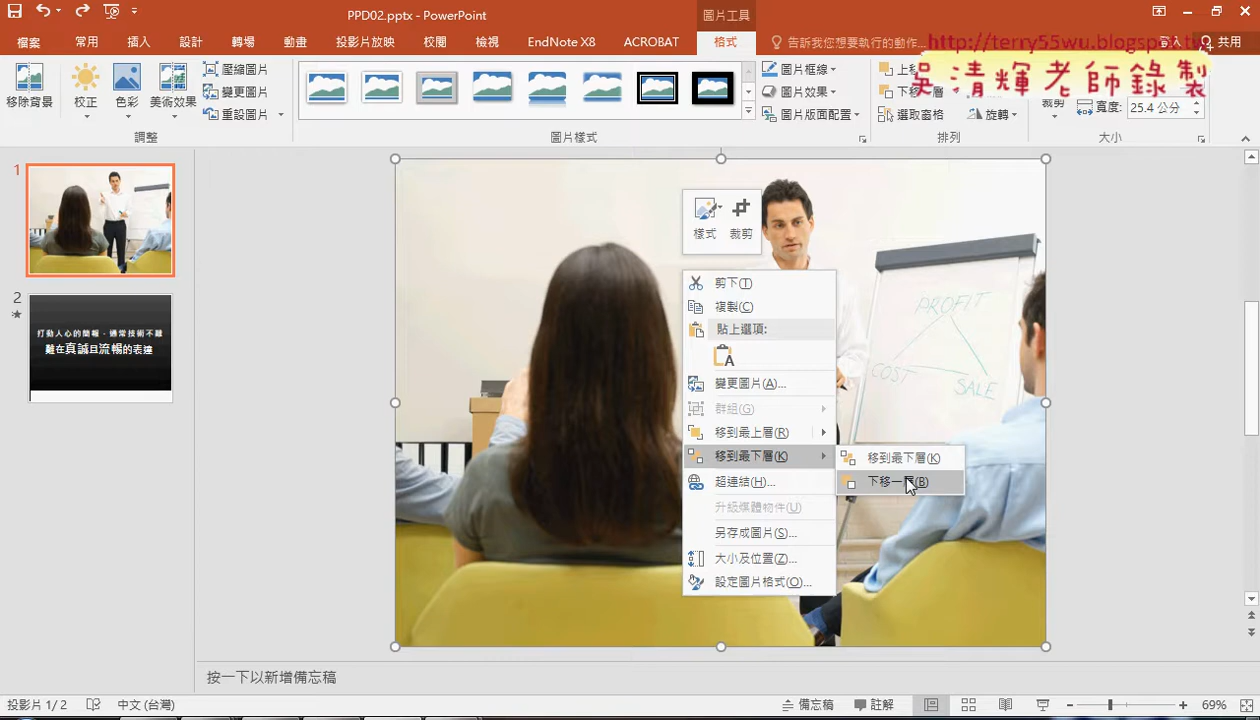 PPD02.pptx - PowerPoint
圖片工具
檔案 常用 插入 設計 轉場 動畫 投影片放映 校閱 檢視 EndNote X8 ACROBAT 格式 告訴我您想要執行的動作... 登入 共用
http://terry55wu.blogspot.tw
吳清輝老師錄製
移除背景 校正 色彩 美術效果
壓縮圖片
變更圖片
重設圖片
圖片框線
圖片效果
圖片版面配置
選取窗格 旋轉
裁剪 寬度: 25.4 公分
調整 圖片樣式 排列 大小
1
2
打動人心的簡報，通常技術不難
難在真誠且流暢的表達
樣式 裁剪
剪下(T)
複製(C)
貼上選項:
變更圖片(A)...
群組(G)
移到最上層(R)
移到最下層(K)
移到最下層(K)
下移一層(B)
超連結(H)...
升級媒體物件(U)
另存成圖片(S)...
大小及位置(Z)...
設定圖片格式(O)...
PROFIT
COST
SALE
按一下以新增備忘稿
投影片 1/2 中文 (台灣) 備忘稿 註解 69%